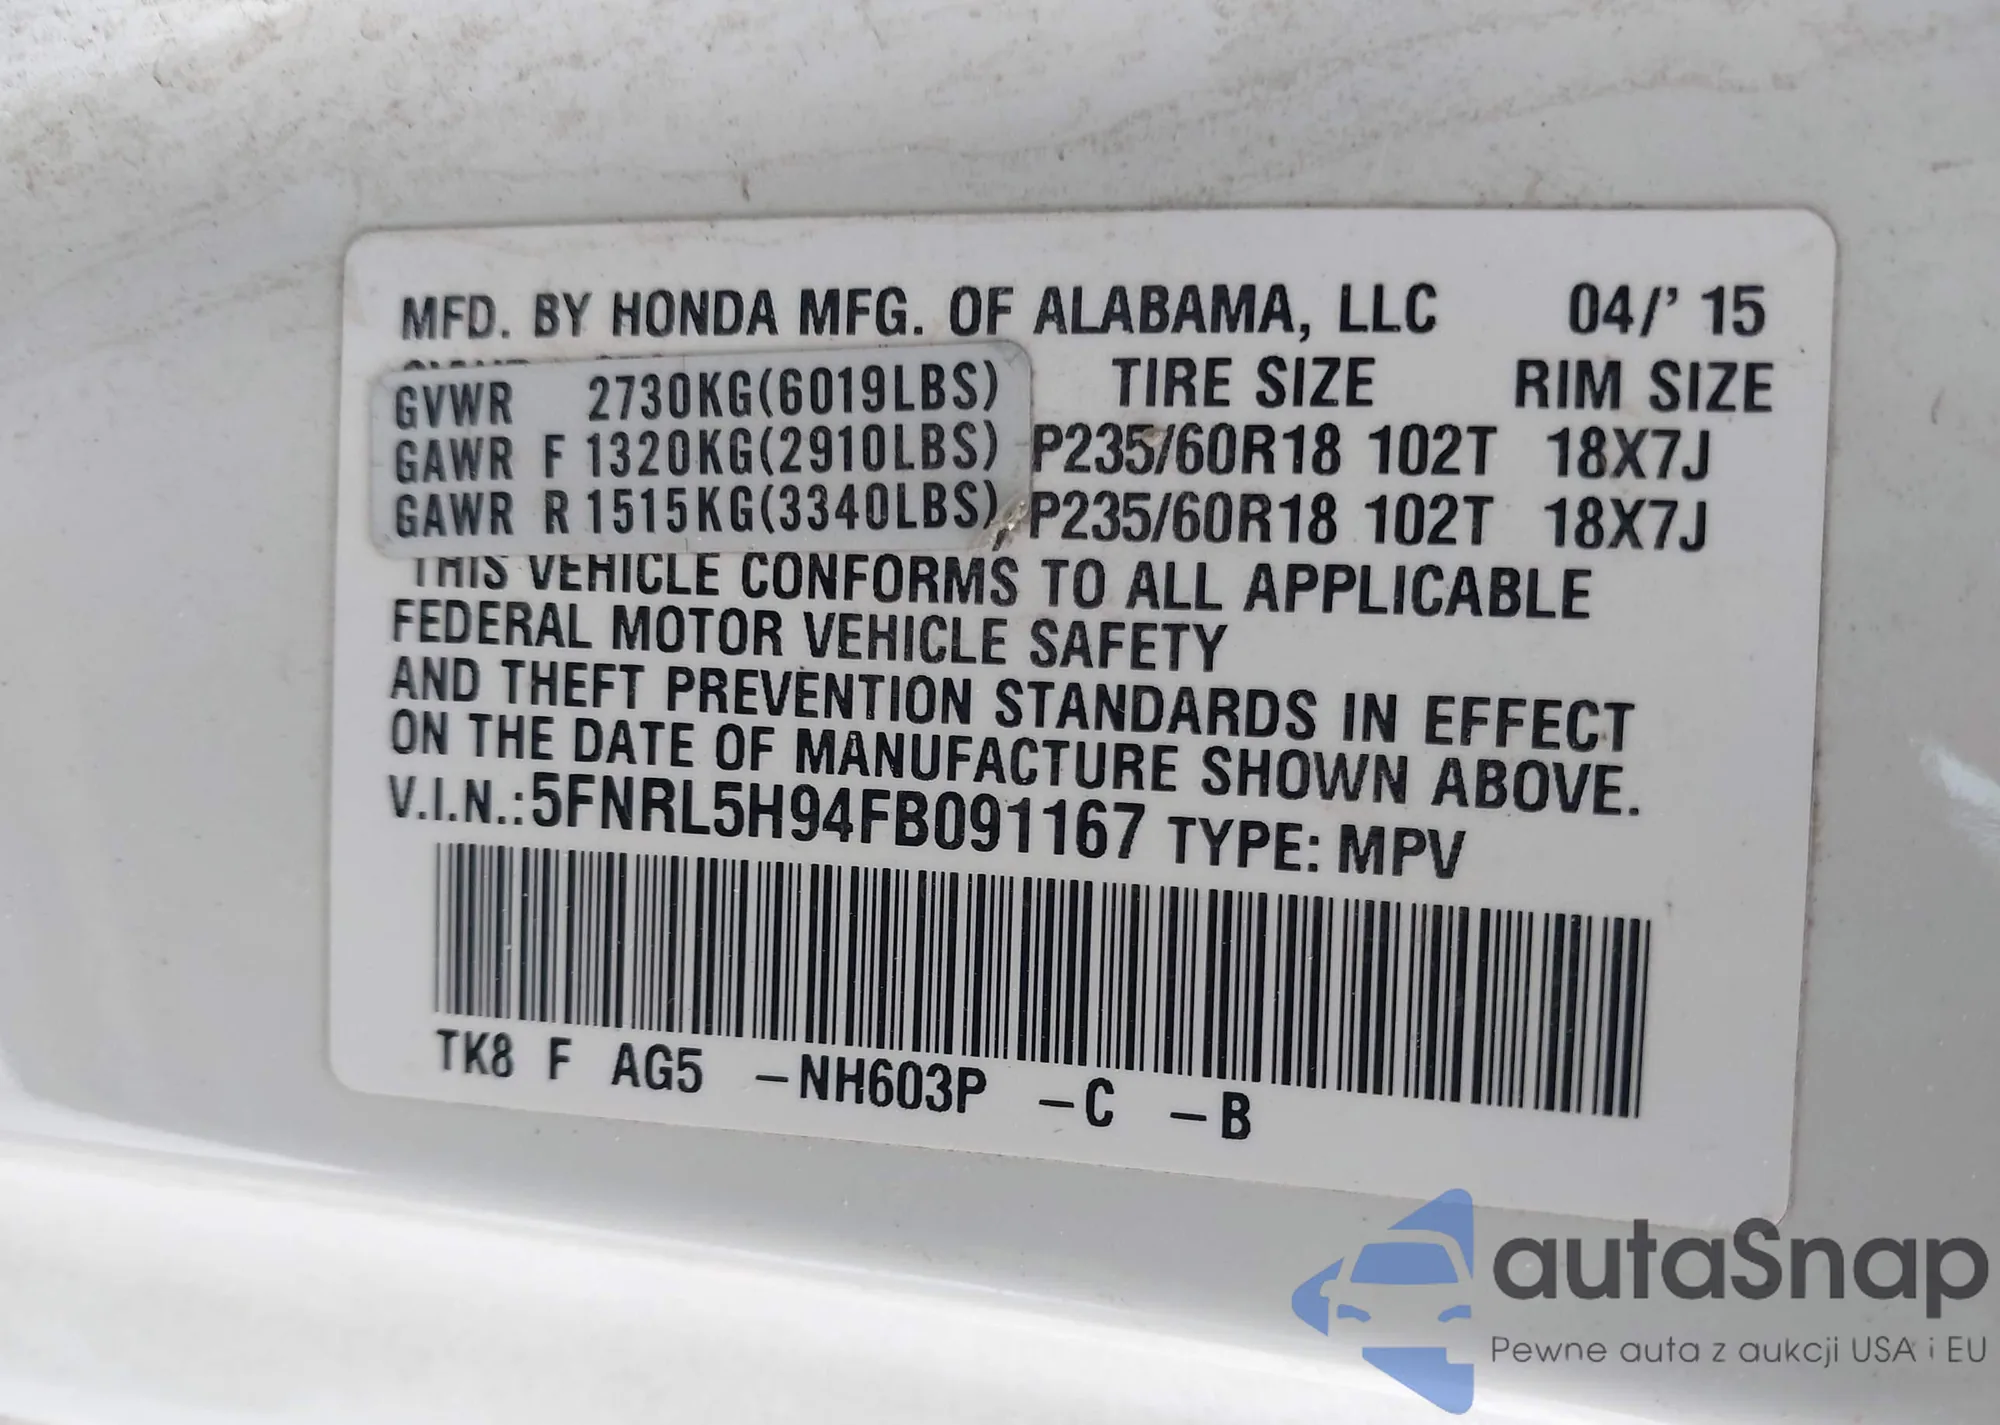 MFD. BY HONDA MFG. OF ALABAMA, LLC 04/' 15
GVWR 2730KG(6019LBS) TIRE SIZE RIM SIZE
GAWR F 1320KG(2910LBS) P235/60R18 102T 18X7J
GAWR R 1515KG(3340LBS) P235/60R18 102T 18X7J
THIS VEHICLE CONFORMS TO ALL APPLICABLE
FEDERAL MOTOR VEHICLE SAFETY
AND THEFT PREVENTION STANDARDS IN EFFECT
ON THE DATE OF MANUFACTURE SHOWN ABOVE.
V.I.N.:5FNRL5H94FB091167 TYPE: MPV
TK8 F AG5 -NH603P -C -B
autaSnap
Pewne auta z aukcji USA i EU